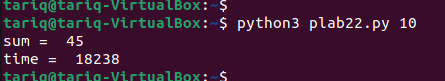 tariq@tariq-VirtualBox:~$
tariq@tariq-VirtualBox:~$ python3 plab22.py 10
sum =  45
time =  18238
tariq@tariq-VirtualBox:~$